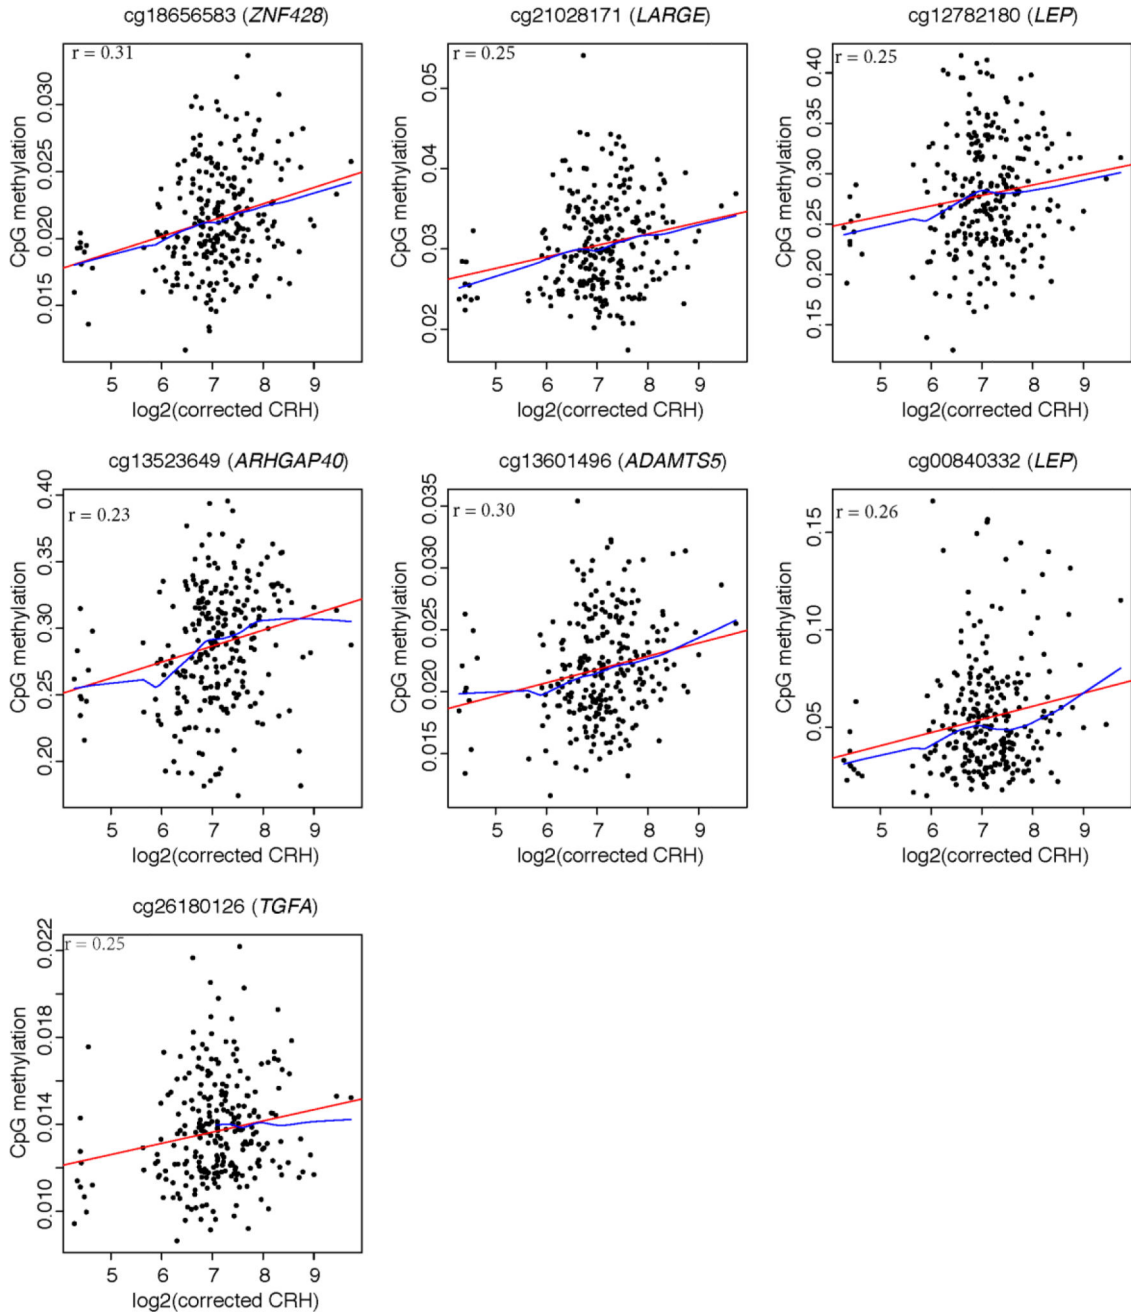 cg18656583 (ZNF428)
r = 0.31
CpG methylation
0.030
0.025
0.020
0.015
5 6 7 8 9
log2(corrected CRH)
cg21028171 (LARGE)
r = 0.25
CpG methylation
0.05
0.04
0.03
0.02
5 6 7 8 9
log2(corrected CRH)
cg12782180 (LEP)
r = 0.25
CpG methylation
0.40
0.35
0.30
0.25
0.20
0.15
5 6 7 8 9
log2(corrected CRH)
cg13523649 (ARHGAP40)
r = 0.23
CpG methylation
0.40
0.35
0.30
0.25
0.20
5 6 7 8 9
log2(corrected CRH)
cg13601496 (ADAMTS5)
r = 0.30
CpG methylation
0.035
0.030
0.025
0.020
0.015
5 6 7 8 9
log2(corrected CRH)
cg00840332 (LEP)
r = 0.26
CpG methylation
0.15
0.10
0.05
5 6 7 8 9
log2(corrected CRH)
cg26180126 (TGFA)
r = 0.25
CpG methylation
0.022
0.018
0.014
0.010
5 6 7 8 9
log2(corrected CRH)